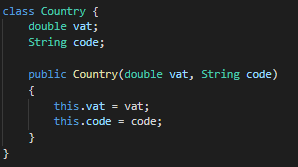 class Country {
    double vat;
    String code;

    public Country(double vat, String code)
    {
        this.vat = vat;
        this.code = code;
    }
}